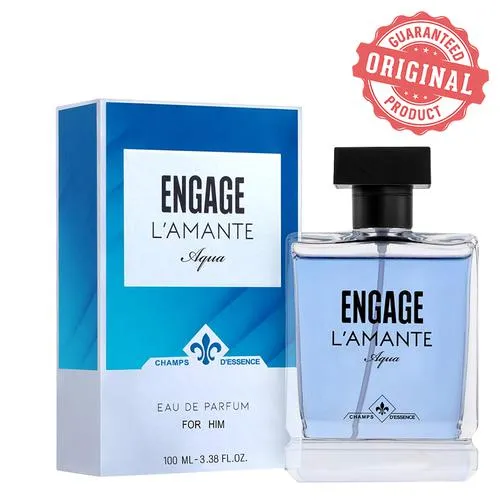 GUARANTEED
ORIGINAL
PRODUCT
ENGAGE
L'AMANTE
Aqua
CHAMPS D'ESSENCE
EAU DE PARFUM
FOR HIM
100 ML - 3.38 FL.OZ.
ENGAGE
L'AMANTE
Aqua
CHAMPS D'ESSENCE